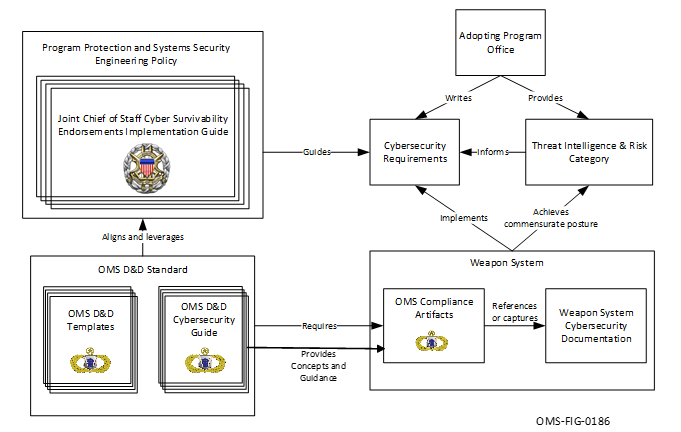 Adopting Program
Office
Program Protection and Systems Security
Engineering Policy
Joint Chief of Staff Cyber Survivability
Endorsements Implementation Guide
Writes
Provides
Guides
Cybersecurity
Requirements
Informs
Threat Intelligence & Risk
Category
Aligns and leverages
Implements
Achieves
commensurate posture
OMS D&D Standard
OMS D&D
Templates
OMS D&D
Cybersecurity
Guide
Requires
Provides
Concepts and
Guidance
Weapon System
OMS Compliance
Artifacts
References
or captures
Weapon System
Cybersecurity
Documentation
OMS-FIG-0186